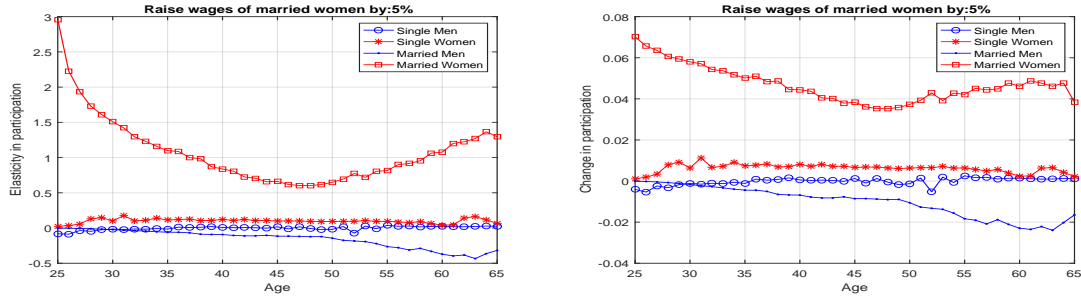 Raise wages of married women by:5%
Elasticity in participation
3
2.5
2
1.5
1
0.5
0
-0.5
25 30 35 40 45 50 55 60 65
Age
Single Men
Single Women
Married Men
Married Women
Raise wages of married women by:5%
Change in participation
0.08
0.06
0.04
0.02
0
-0.02
-0.04
25 30 35 40 45 50 55 60 65
Age
Single Men
Single Women
Married Men
Married Women